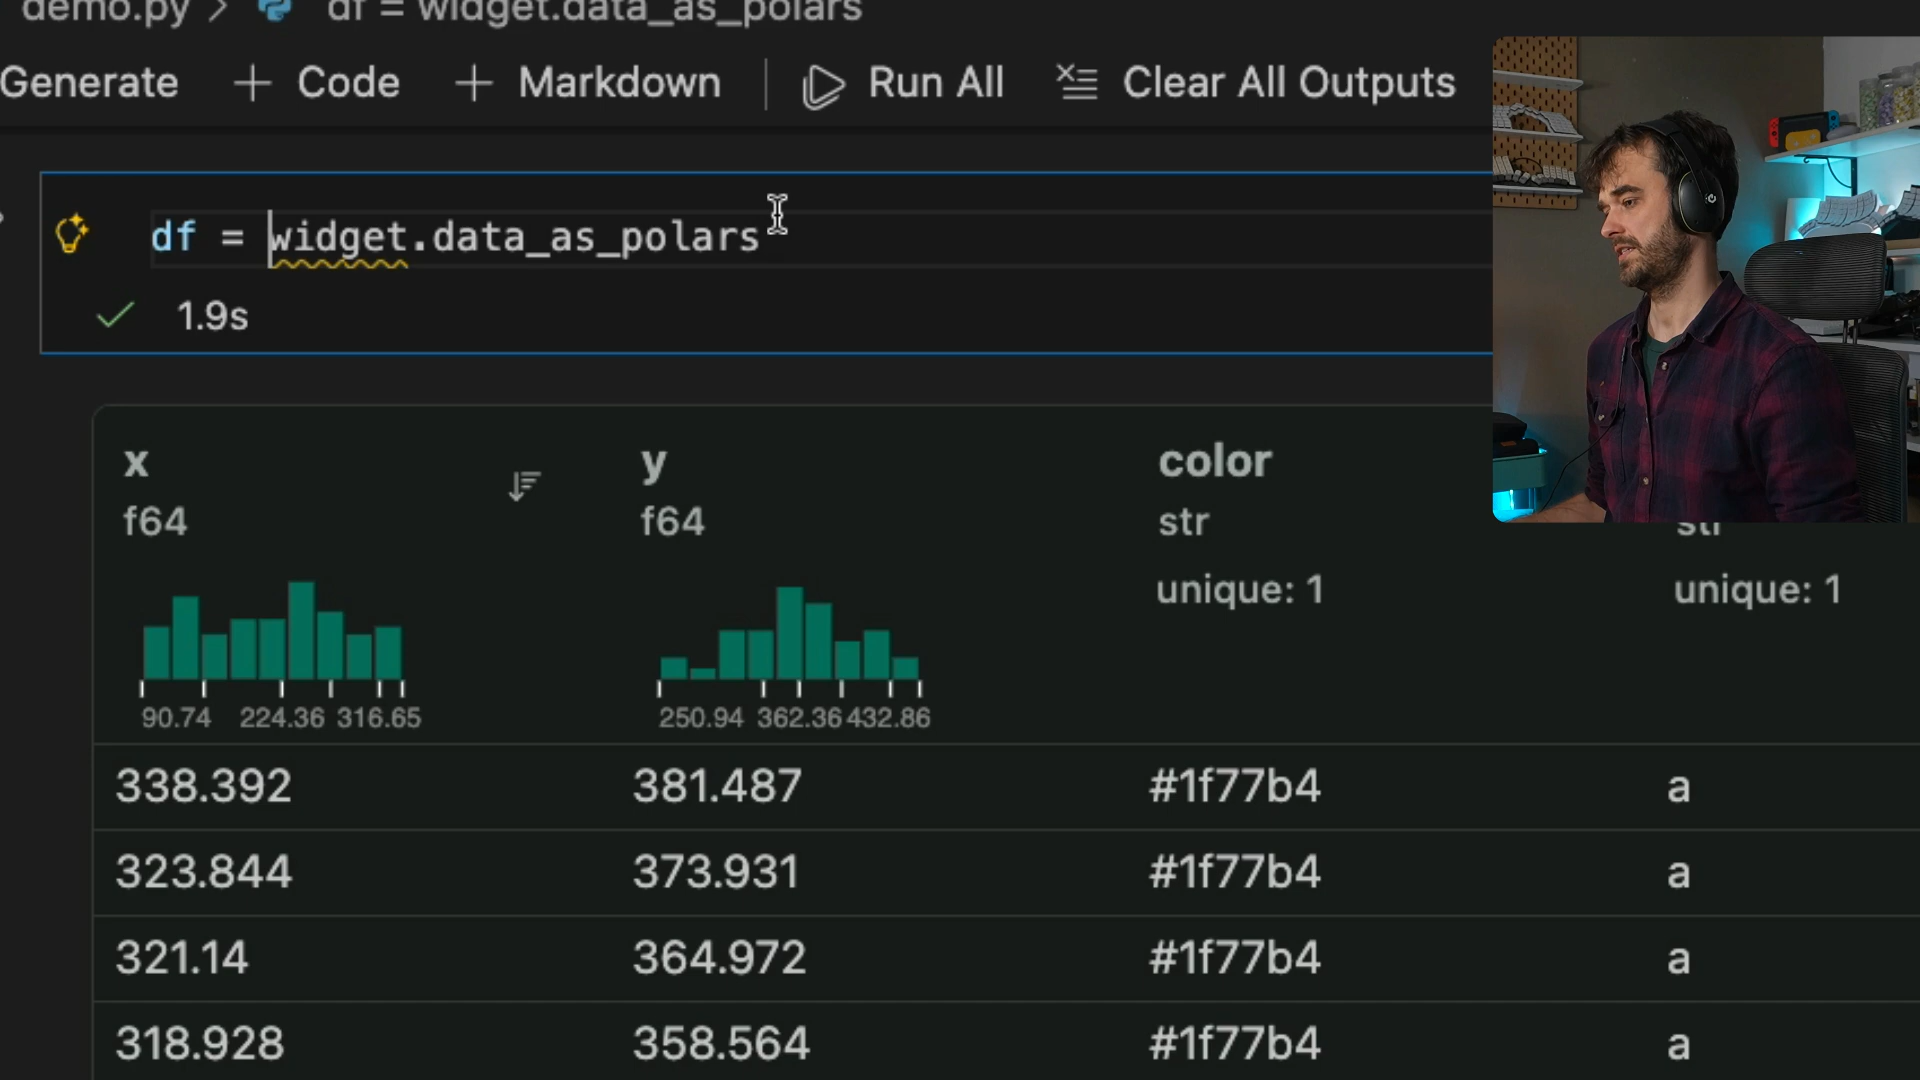 demo.py > df = widget.data_as_polars
Generate + Code + Markdown Run All Clear All Outputs
df = widget.data_as_polars
1.9s
x y color
f64 f64 str str
unique: 1 unique: 1
90.74 224.36 316.65 250.94 362.36 432.86
338.392 381.487 #1f77b4 a
323.844 373.931 #1f77b4 a
321.14 364.972 #1f77b4 a
318.928 358.564 #1f77b4 a